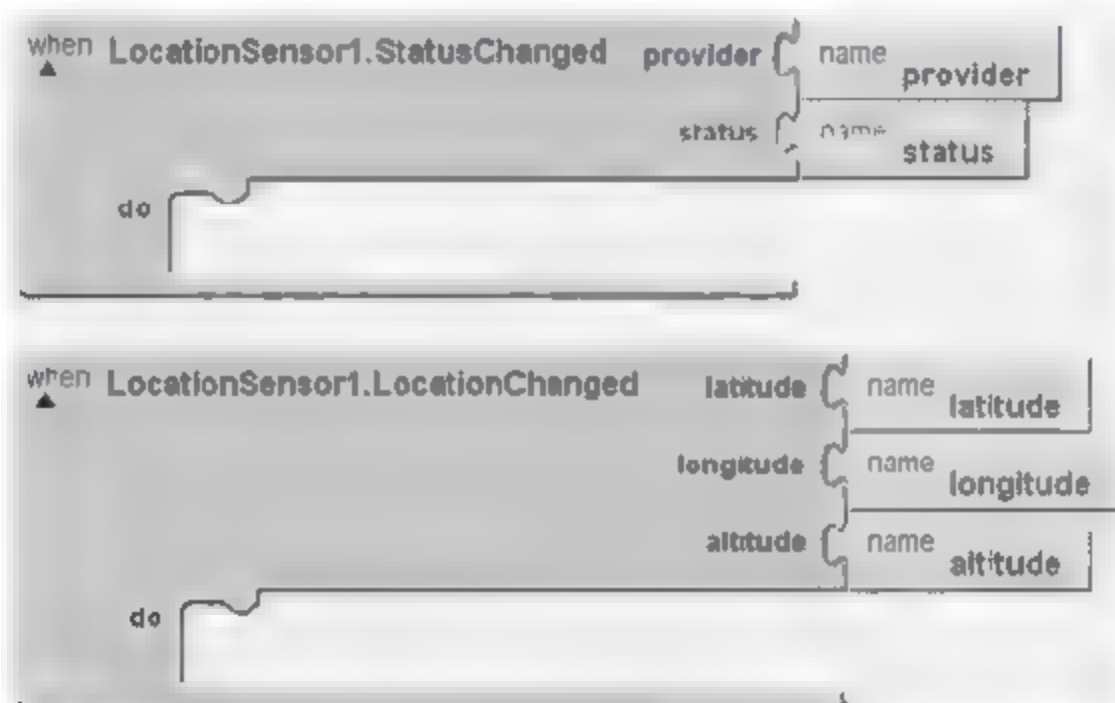 when LocationSensor1.StatusChanged provider name provider
status name status
do
when LocationSensor1.LocationChanged latitude name latitude
longitude name longitude
altitude name altitude
do